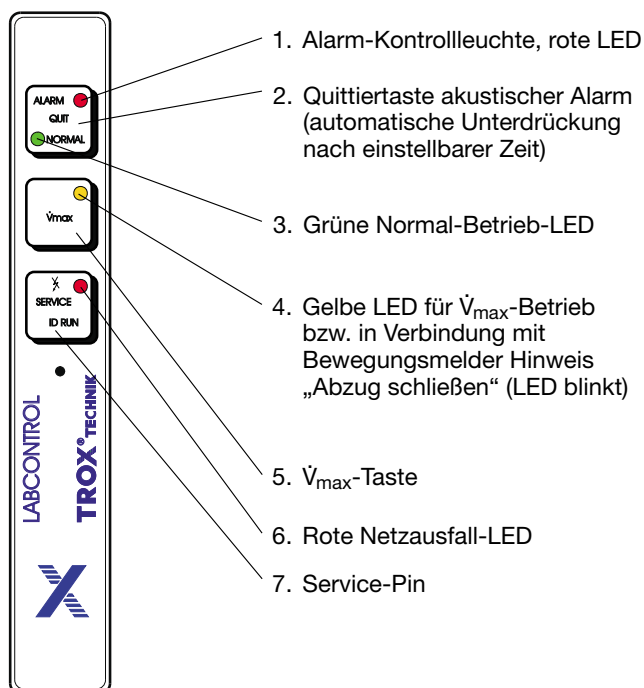 ALARM
QUIT
NORMAL
V̇max
SERVICE
ID RUN
LABCONTROL
TROX® TECHNIK
1. Alarm-Kontrollleuchte, rote LED
2. Quittiertaste akustischer Alarm
(automatische Unterdrückung
nach einstellbarer Zeit)
3. Grüne Normal-Betrieb-LED
4. Gelbe LED für V̇max-Betrieb
bzw. in Verbindung mit
Bewegungsmelder Hinweis
„Abzug schließen“ (LED blinkt)
5. V̇max-Taste
6. Rote Netzausfall-LED
7. Service-Pin